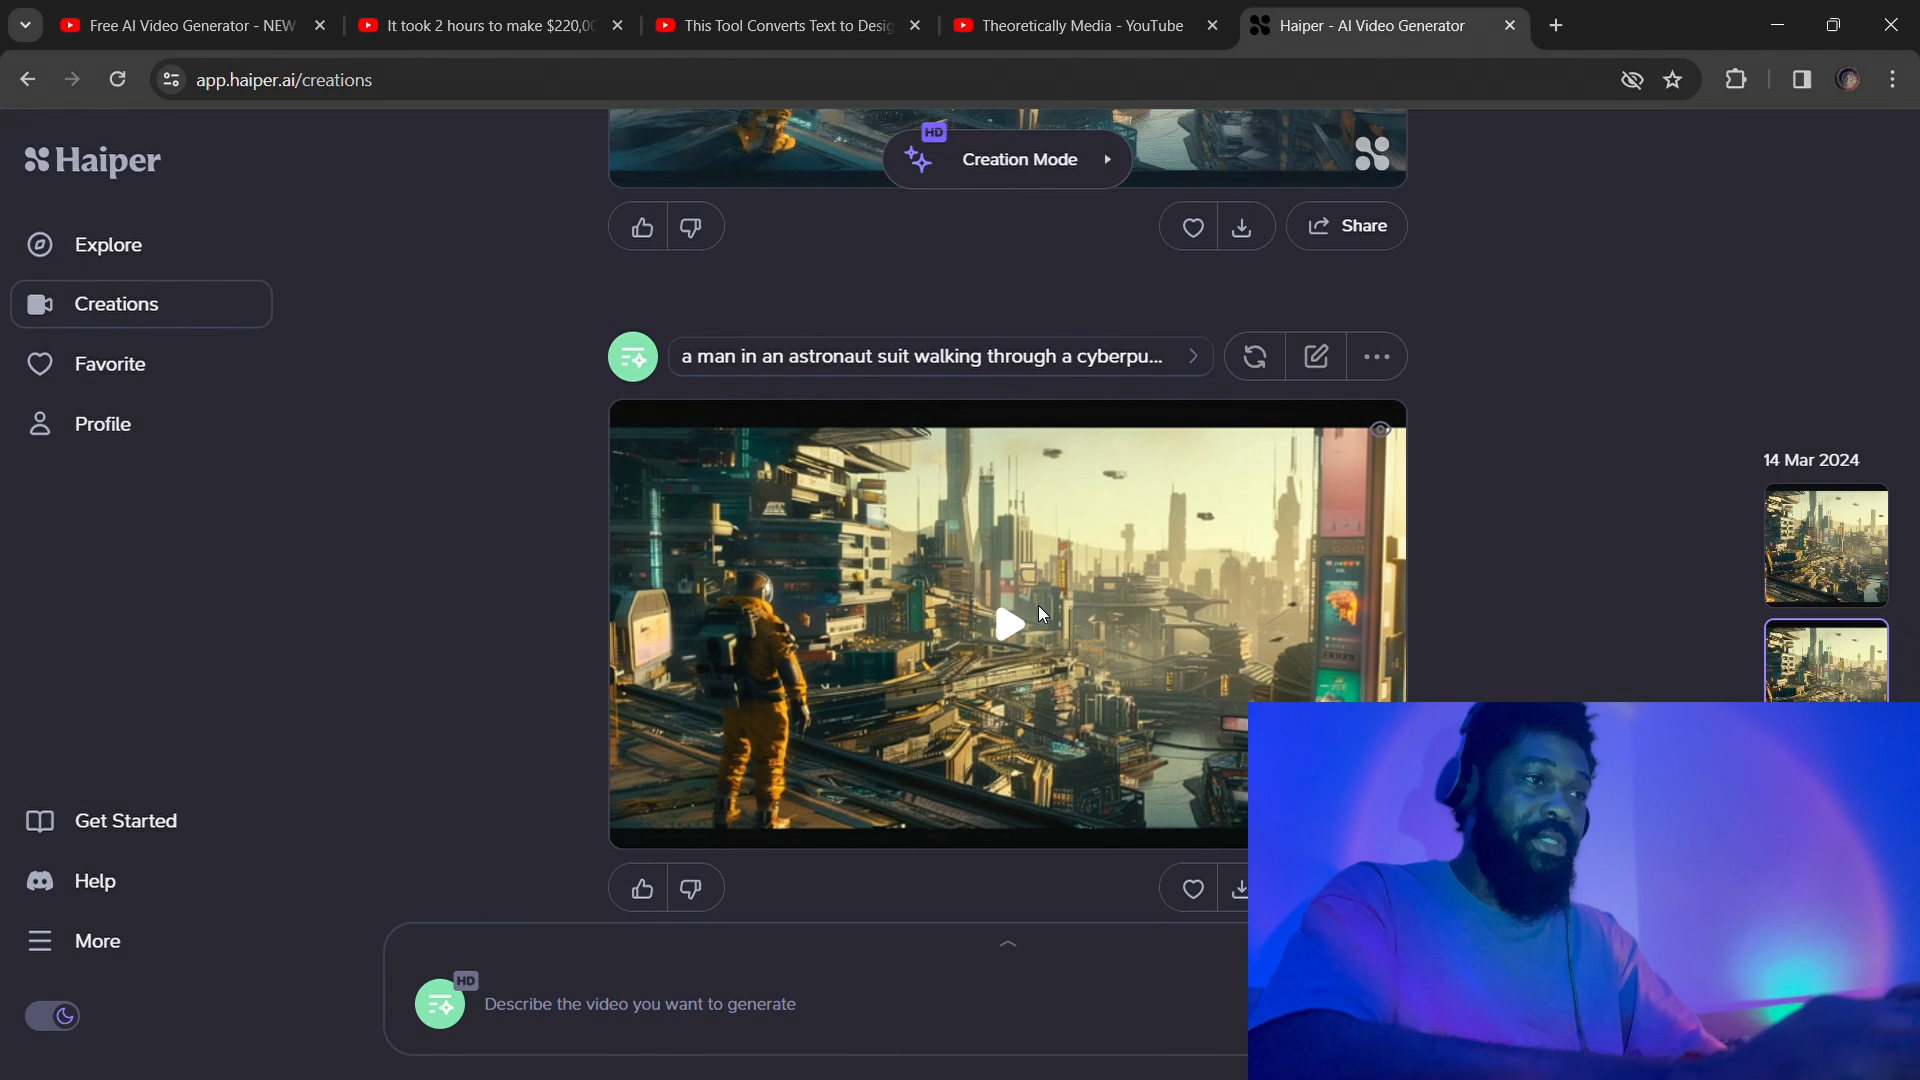 Free AI Video Generator - NEW
It took 2 hours to make $220,00
This Tool Converts Text to Desig
Theoretically Media - YouTube
Haiper - AI Video Generator
app.haiper.ai/creations
Haiper
HD
Creation Mode
Explore
Share
Creations
a man in an astronaut suit walking through a cyberpu...
Favorite
Profile
14 Mar 2024
Get Started
Help
More
HD
Describe the video you want to generate